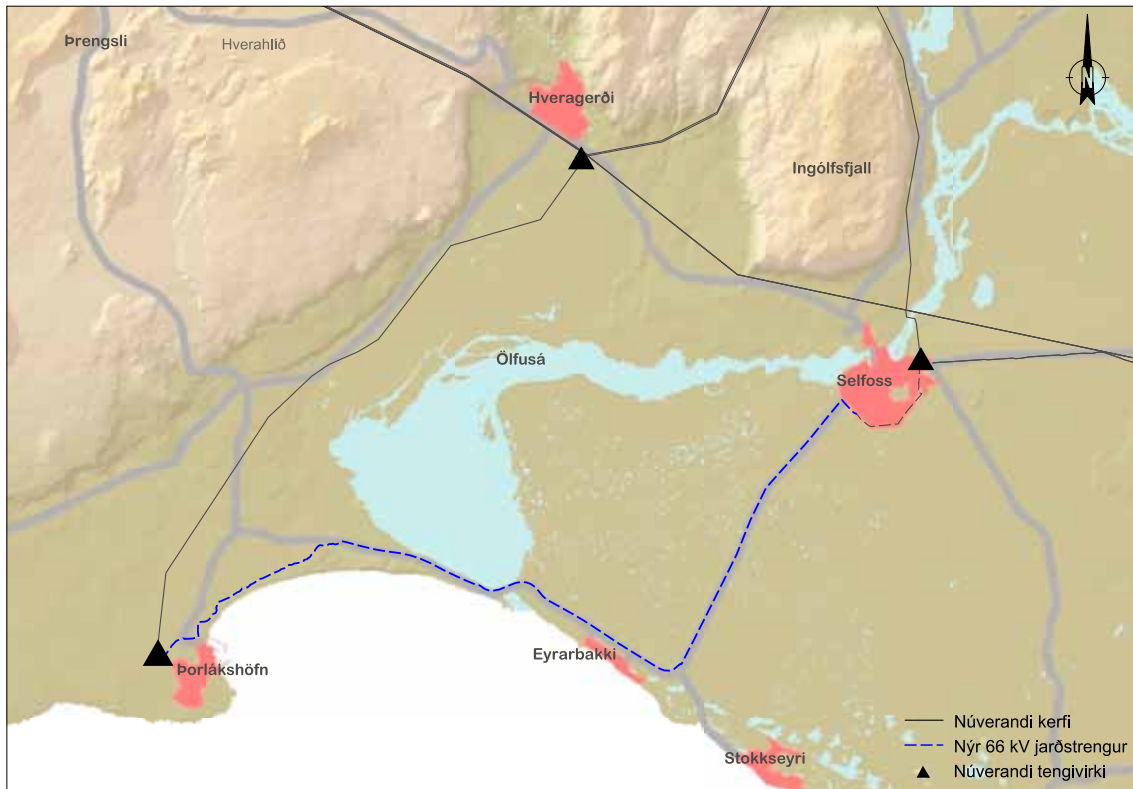 Þrengsli
Hverahlíð
N
Hveragerði
Ingólfsfjall
Ölfusá
Selfoss
Eyrarbakki
Þorlákshöfn
Stokkseyri
Núverandi kerfi
Nýr 66 kV jarðstrengur
Núverandi tengivirki